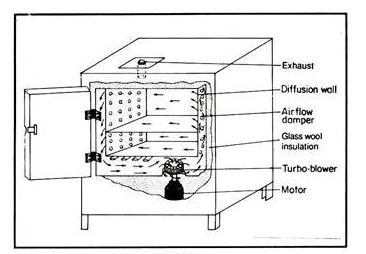 Exhaust
Diffusion wall
Air flow
damper
Glass wool
insulation
Turbo-blower
Motor